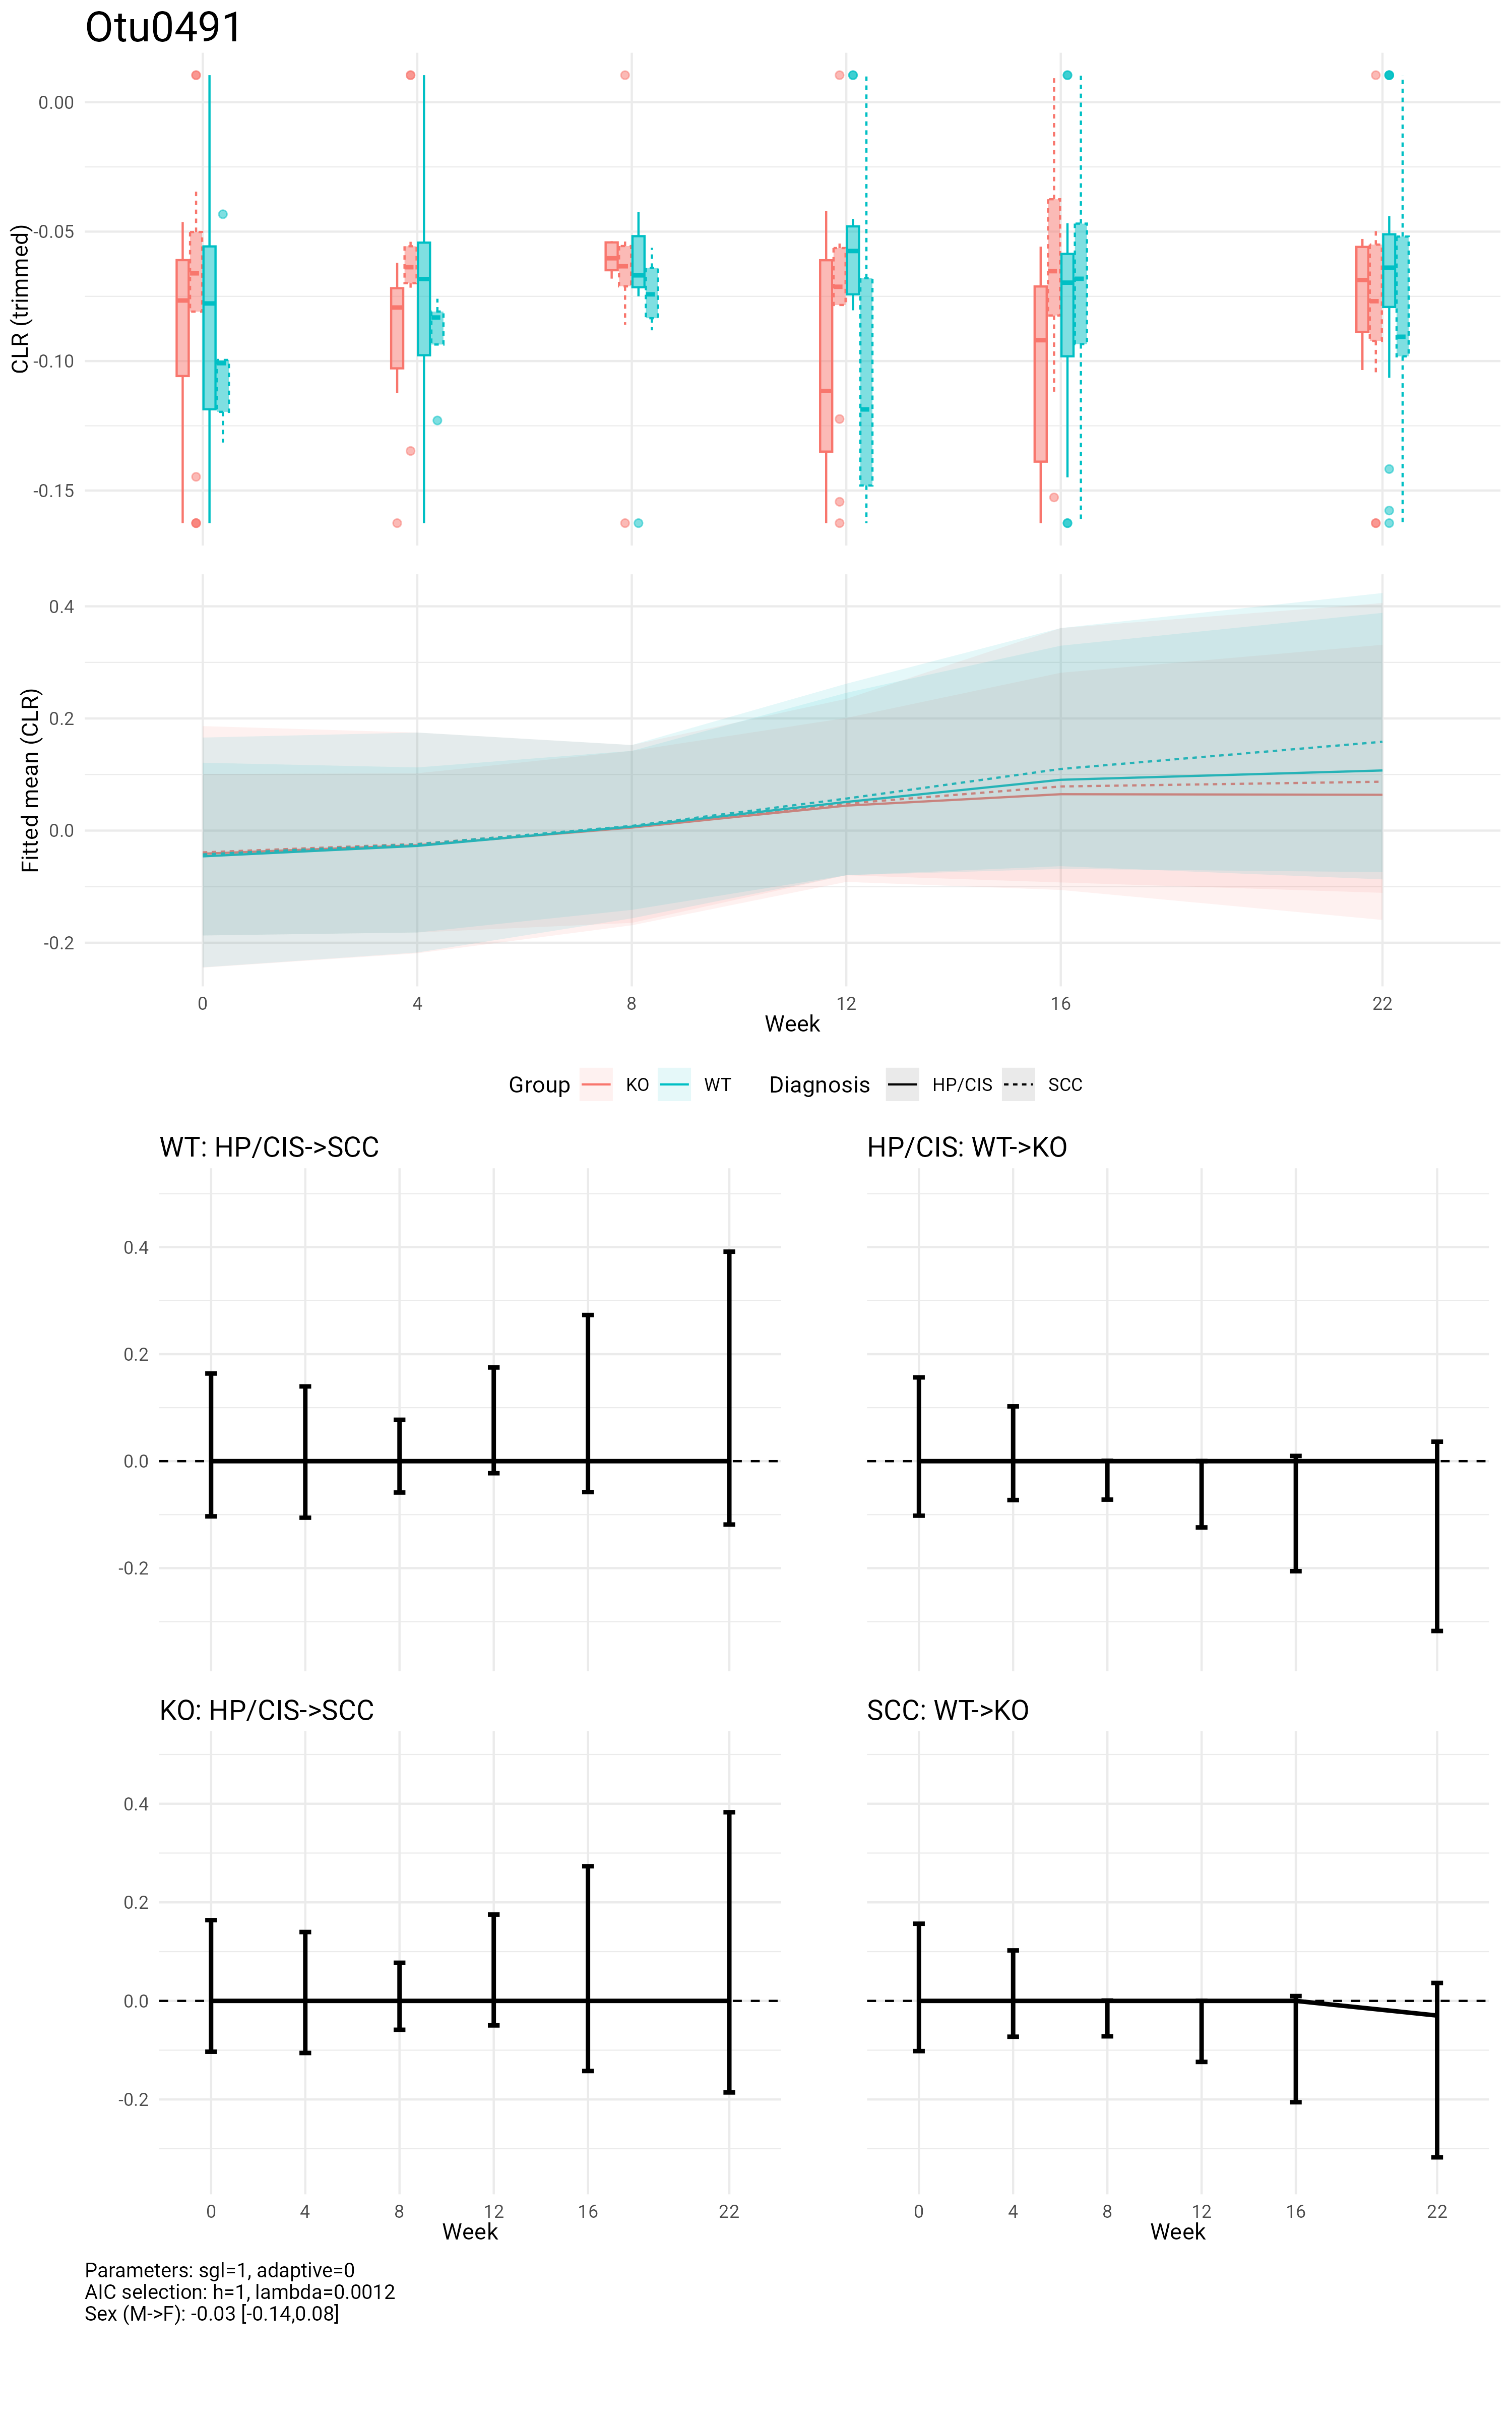 Otu0491
CLR (trimmed)
0.00
-0.05
-0.10
-0.15
Fitted mean (CLR)
0.4
0.2
0.0
-0.2
0 4 8 12 16 22
Week
Group KO WT Diagnosis HP/CIS SCC
WT: HP/CIS->SCC
0.4
0.2
0.0
-0.2
HP/CIS: WT->KO
KO: HP/CIS->SCC
0.4
0.2
0.0
-0.2
0 4 8 12 16 22
Week
SCC: WT->KO
0 4 8 12 16 22
Week
Parameters: sgl=1, adaptive=0
AIC selection: h=1, lambda=0.0012
Sex (M->F): -0.03 [-0.14,0.08]